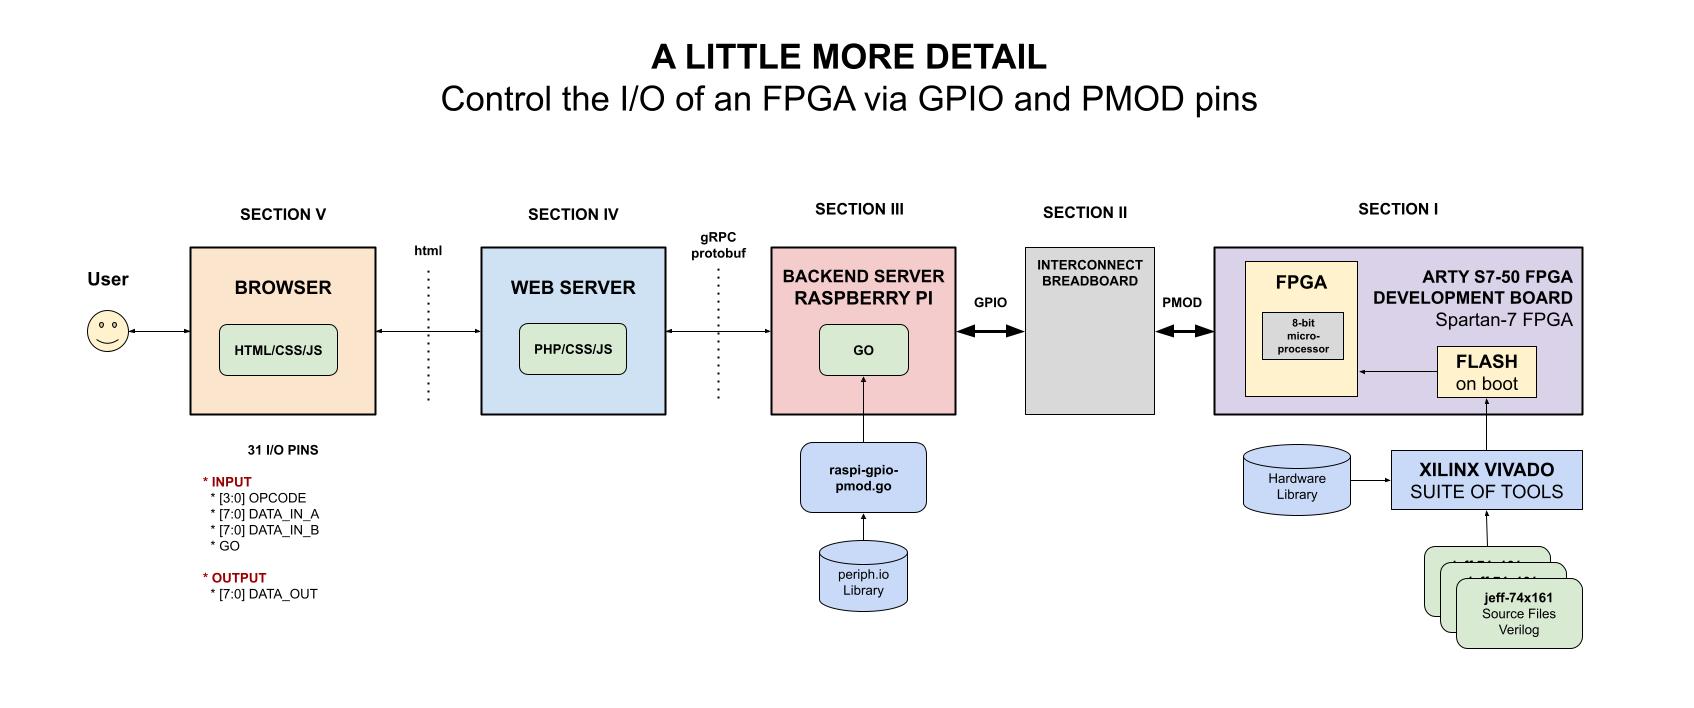 A LITTLE MORE DETAIL
Control the I/O of an FPGA via GPIO and PMOD pins
SECTION V
SECTION IV
SECTION III
SECTION II
SECTION I
User
BROWSER
HTML/CSS/JS
html
WEB SERVER
PHP/CSS/JS
gRPC
protobuf
BACKEND SERVER
RASPBERRY PI
GO
GPIO
INTERCONNECT
BREADBOARD
PMOD
FPGA
8-bit
micro-
processor
ARTY S7-50 FPGA
DEVELOPMENT BOARD
Spartan-7 FPGA
FLASH
on boot
31 I/O PINS
* INPUT
* [3:0] OPCODE
* [7:0] DATA_IN_A
* [7:0] DATA_IN_B
* GO
* OUTPUT
* [7:0] DATA_OUT
raspi-gpio-
pmod.go
periph.io
Library
Hardware
Library
XILINX VIVADO
SUITE OF TOOLS
jeff-74x161
Source Files
Verilog